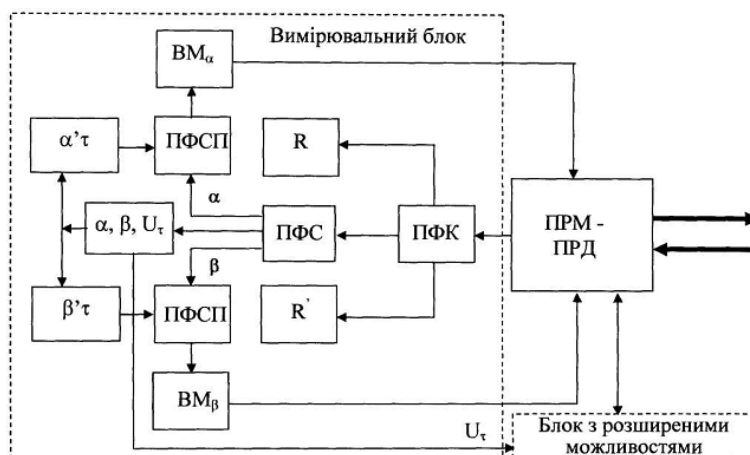 Вимірювальний блок
ВМα
α’τ
ПФСП
R
α
α, β, Uτ
ПФС
ПФК
ПРМ -
ПРД
β
β’τ
ПФСП
R'
ВМβ
Uτ
Блок з розширеними
можливостями